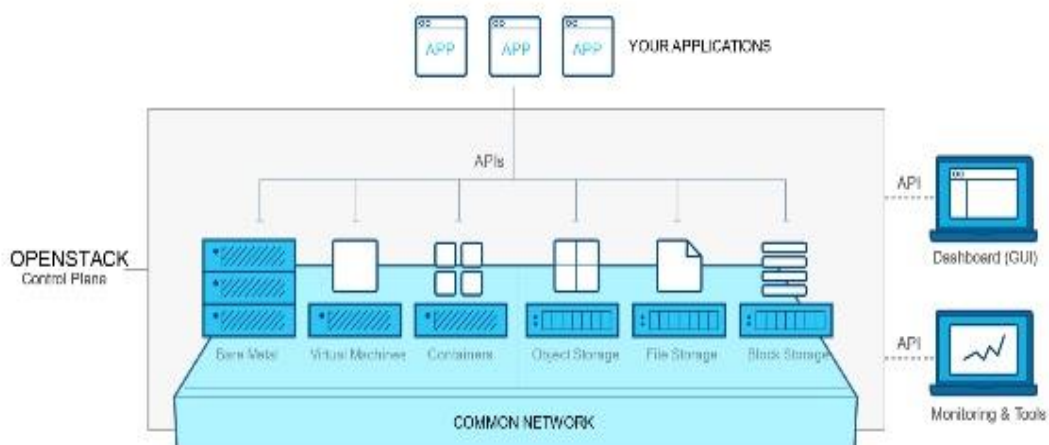 APP APP APP YOUR APPLICATIONS
APIs
API
OPENSTACK
Control Plane
Dashboard (GUI)
Bare Metal Virtual Machines Containers Object Storage File Storage Block Storage
API
Monitoring & Tools
COMMON NETWORK